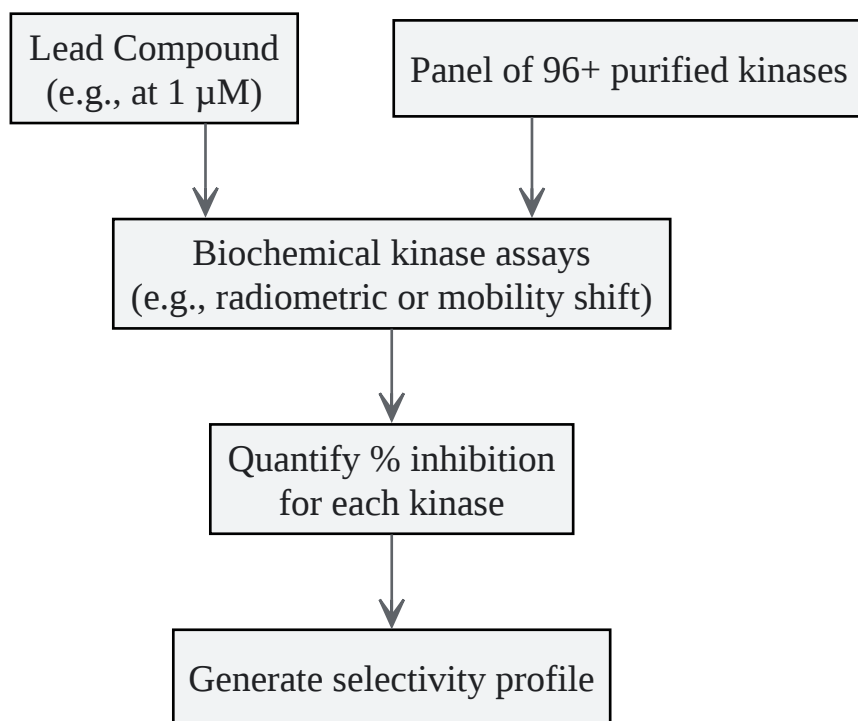 Lead Compound
(e.g., at 1 µM)
Panel of 96+ purified kinases
Biochemical kinase assays
(e.g., radiometric or mobility shift)
Quantify % inhibition
for each kinase
Generate selectivity profile